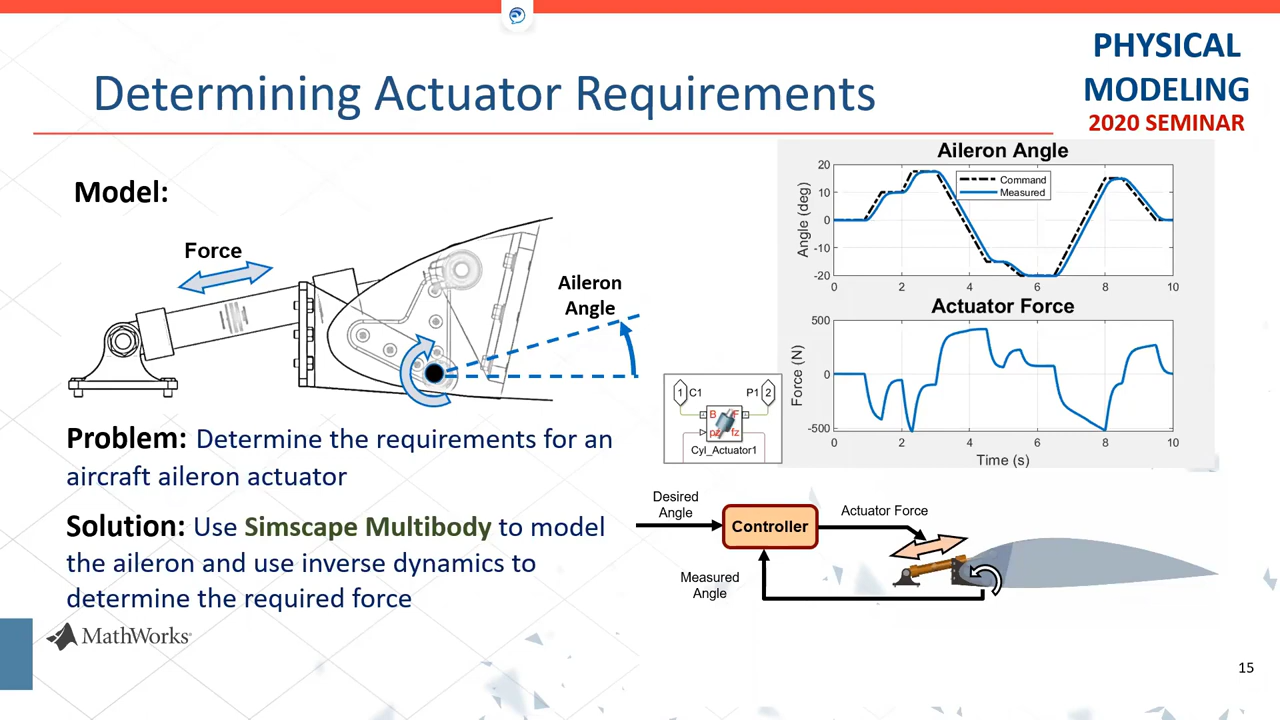 PHYSICAL
MODELING
2020 SEMINAR
Determining Actuator Requirements
Model:
Force
Aileron
Angle
Problem: Determine the requirements for an
aircraft aileron actuator
Solution: Use Simscape Multibody to model
the aileron and use inverse dynamics to
determine the required force
MathWorks®
Aileron Angle
Command
Measured
Angle (deg)
20
10
0
-10
-20
0 2 4 6 8 10
Actuator Force
Force (N)
500
0
-500
0 2 4 6 8 10
Time (s)
1 C1 P1 2
B F
pz fz
Cyl_Actuator1
Desired
Angle
Controller
Actuator Force
Measured
Angle
15